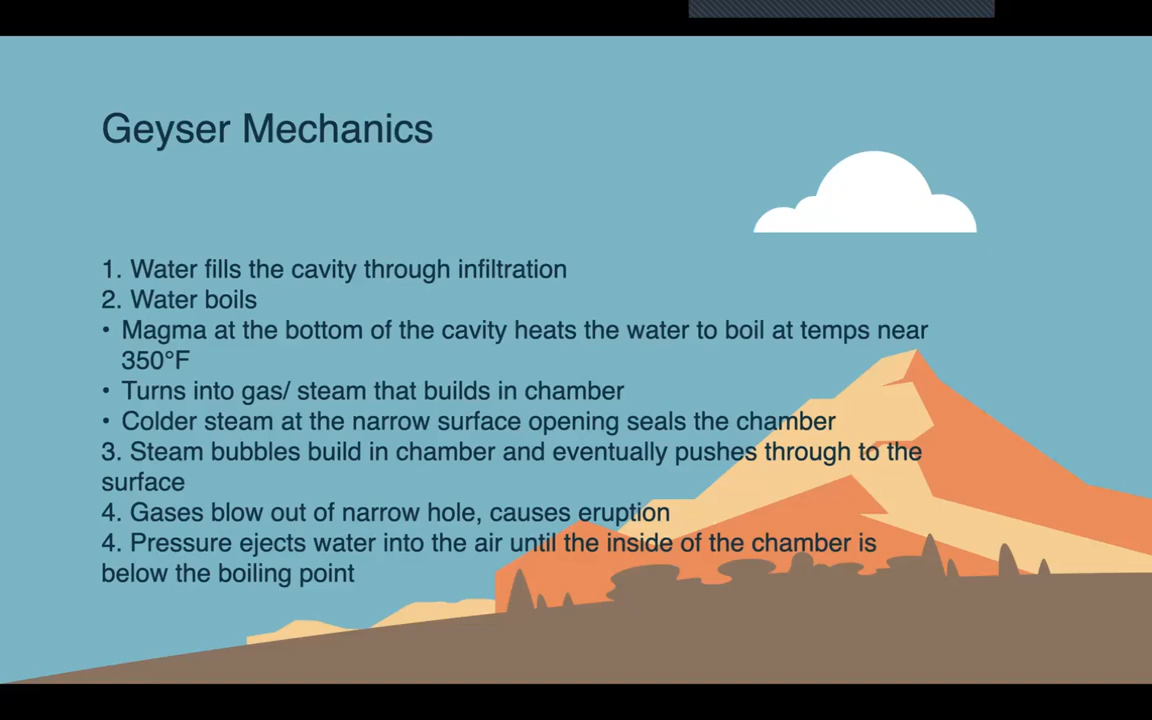 Geyser Mechanics
1. Water fills the cavity through infiltration
2. Water boils
• Magma at the bottom of the cavity heats the water to boil at temps near
350°F
• Turns into gas/ steam that builds in chamber
• Colder steam at the narrow surface opening seals the chamber
3. Steam bubbles build in chamber and eventually pushes through to the
surface
4. Gases blow out of narrow hole, causes eruption
4. Pressure ejects water into the air until the inside of the chamber is
below the boiling point